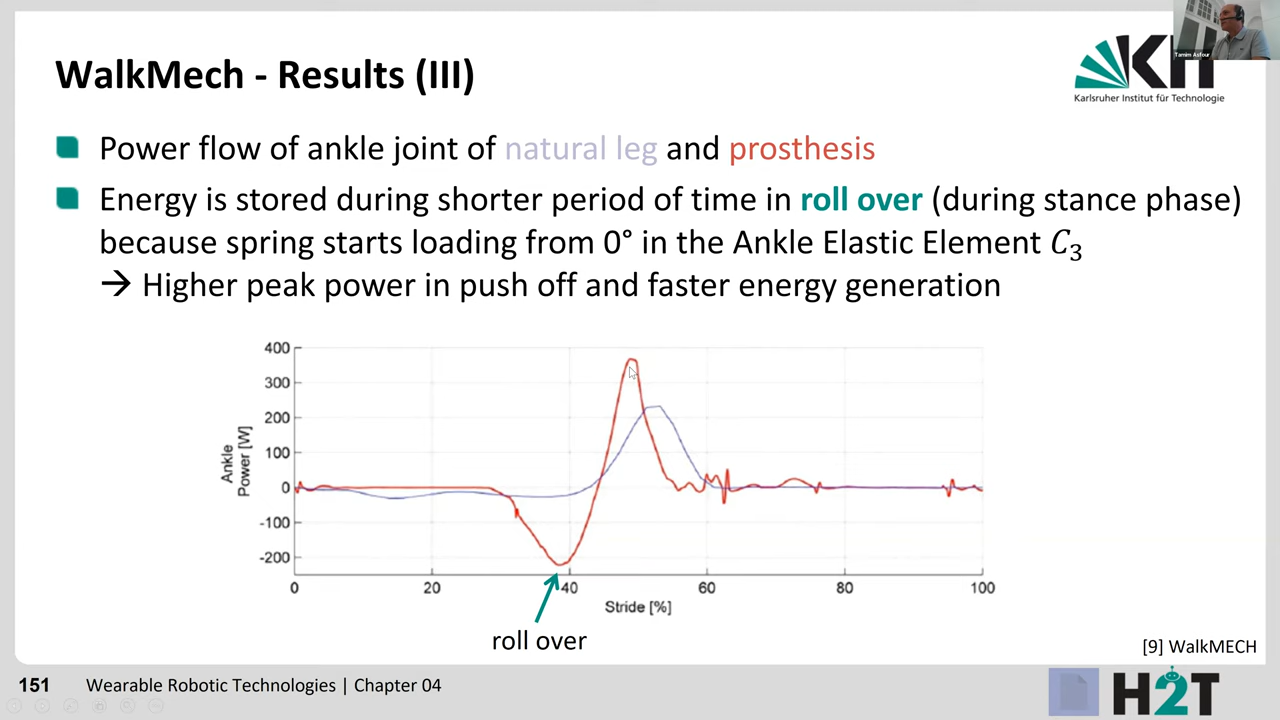 Tamim Asfour
KIT
Karlsruher Institut für Technologie
WalkMech - Results (III)
Power flow of ankle joint of natural leg and prosthesis
Energy is stored during shorter period of time in roll over (during stance phase)
because spring starts loading from 0° in the Ankle Elastic Element C₃
→ Higher peak power in push off and faster energy generation
Ankle
Power [W]
400
300
200
100
0
-100
-200
0 20 40 60 80 100
Stride [%]
roll over
[9] WalkMECH
151 Wearable Robotic Technologies | Chapter 04
H2T